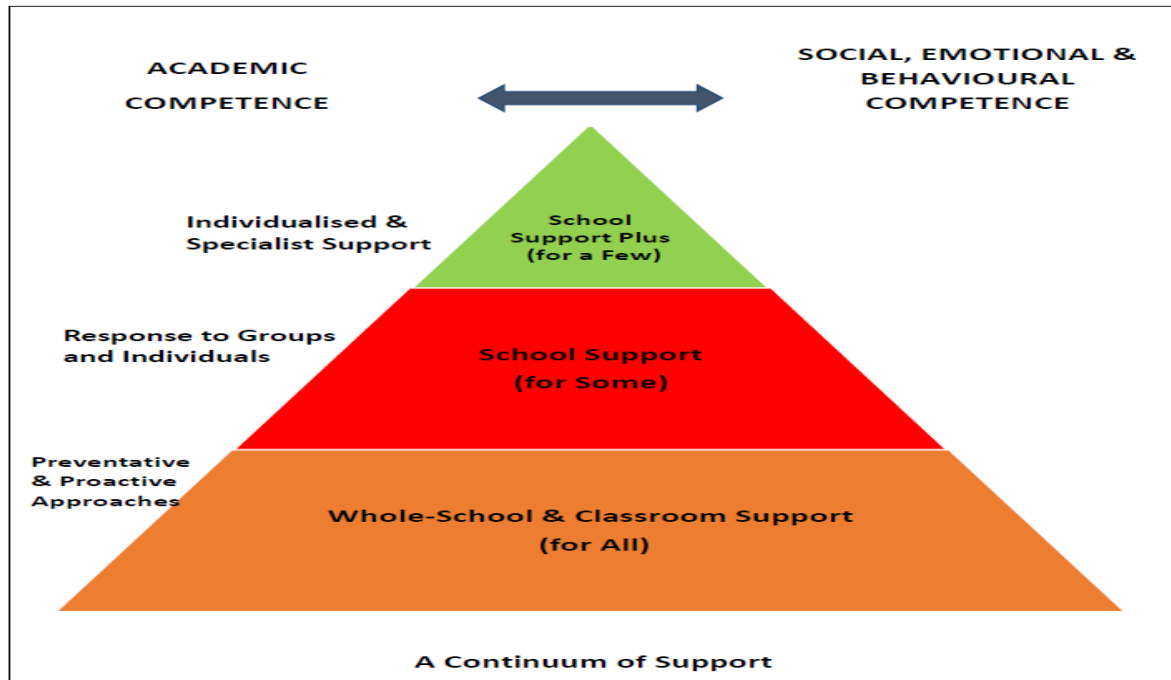 ACADEMIC
COMPETENCE
SOCIAL, EMOTIONAL &
BEHAVIOURAL
COMPETENCE
Individualised &
Specialist Support
School
Support Plus
(for a Few)
Response to Groups
and Individuals
School Support
(for Some)
Preventative
& Proactive
Approaches
Whole-School & Classroom Support
(for All)
A Continuum of Support